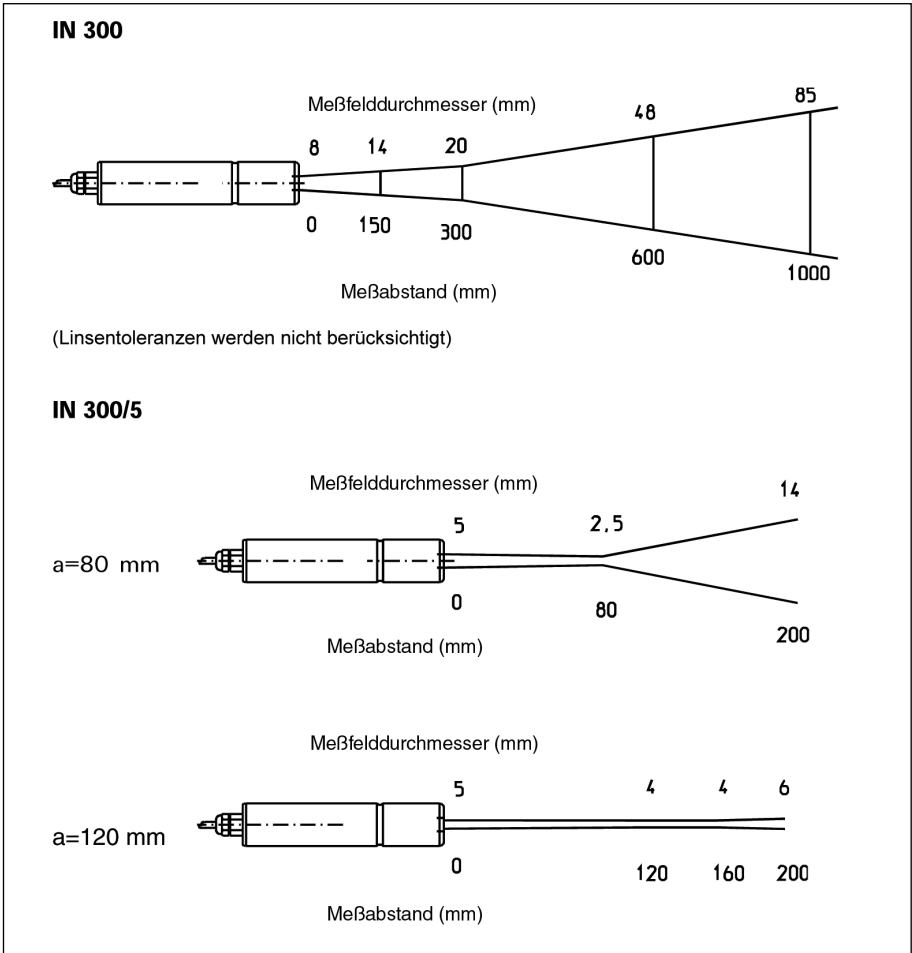 IN 300
Meßfelddurchmesser (mm)
8 14 20 48 85
0 150 300 600 1000
Meßabstand (mm)
(Linsentoleranzen werden nicht berücksichtigt)
IN 300/5
Meßfelddurchmesser (mm)
5 2,5 14
a=80 mm
0 80 200
Meßabstand (mm)
Meßfelddurchmesser (mm)
5 4 4 6
a=120 mm
0 120 160 200
Meßabstand (mm)